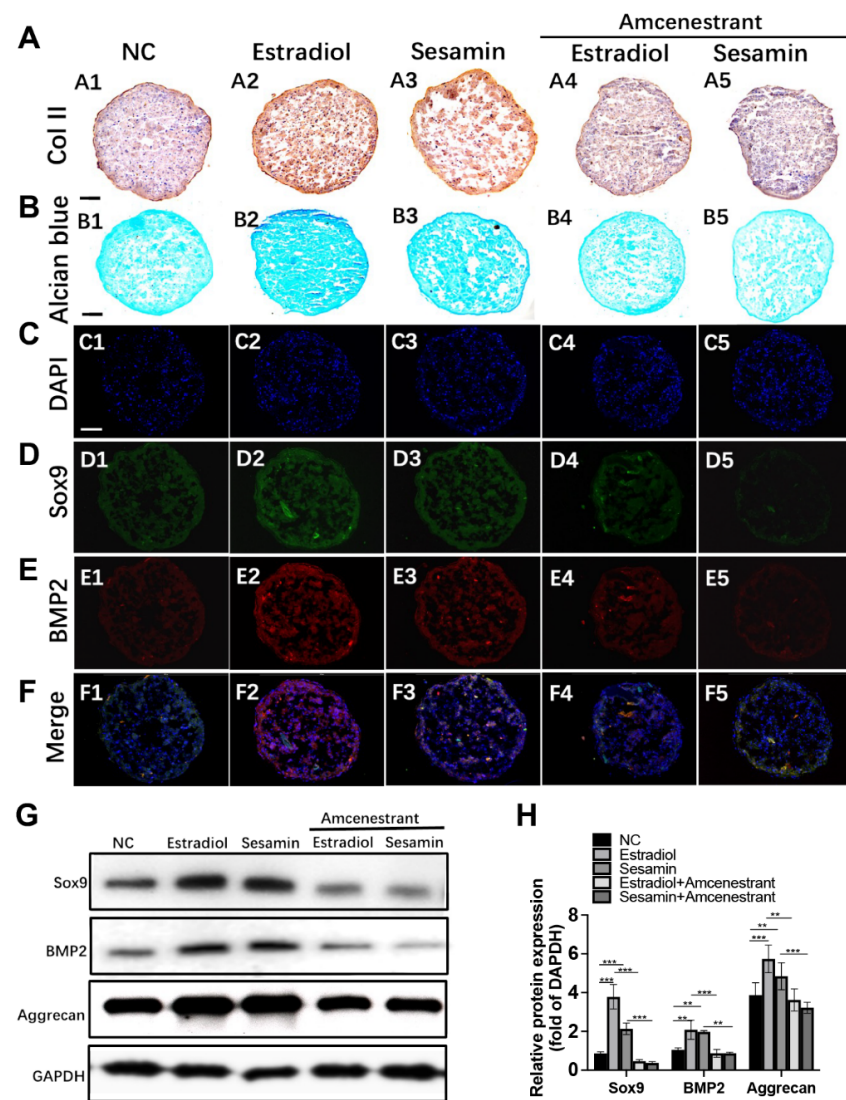 Amcenestrant
A
NC
Estradiol
Sesamin
Estradiol
Sesamin
Col II
A1
A2
A3
A4
A5
B
Alcian blue
B1
B2
B3
B4
B5
C
DAPI
C1
C2
C3
C4
C5
D
Sox9
D1
D2
D3
D4
D5
E
BMP2
E1
E2
E3
E4
E5
F
Merge
F1
F2
F3
F4
F5
G
Amcenestrant
NC
Estradiol
Sesamin
Estradiol
Sesamin
Sox9
BMP2
Aggrecan
GAPDH
H
NC
Estradiol
Sesamin
Estradiol+Amcenestrant
Sesamin+Amcenestrant
Relative protein expression
(fold of DAPDH)
8
6
4
2
0
***
***
***
***
**
**
***
**
***
**
**
***
Sox9
BMP2
Aggrecan